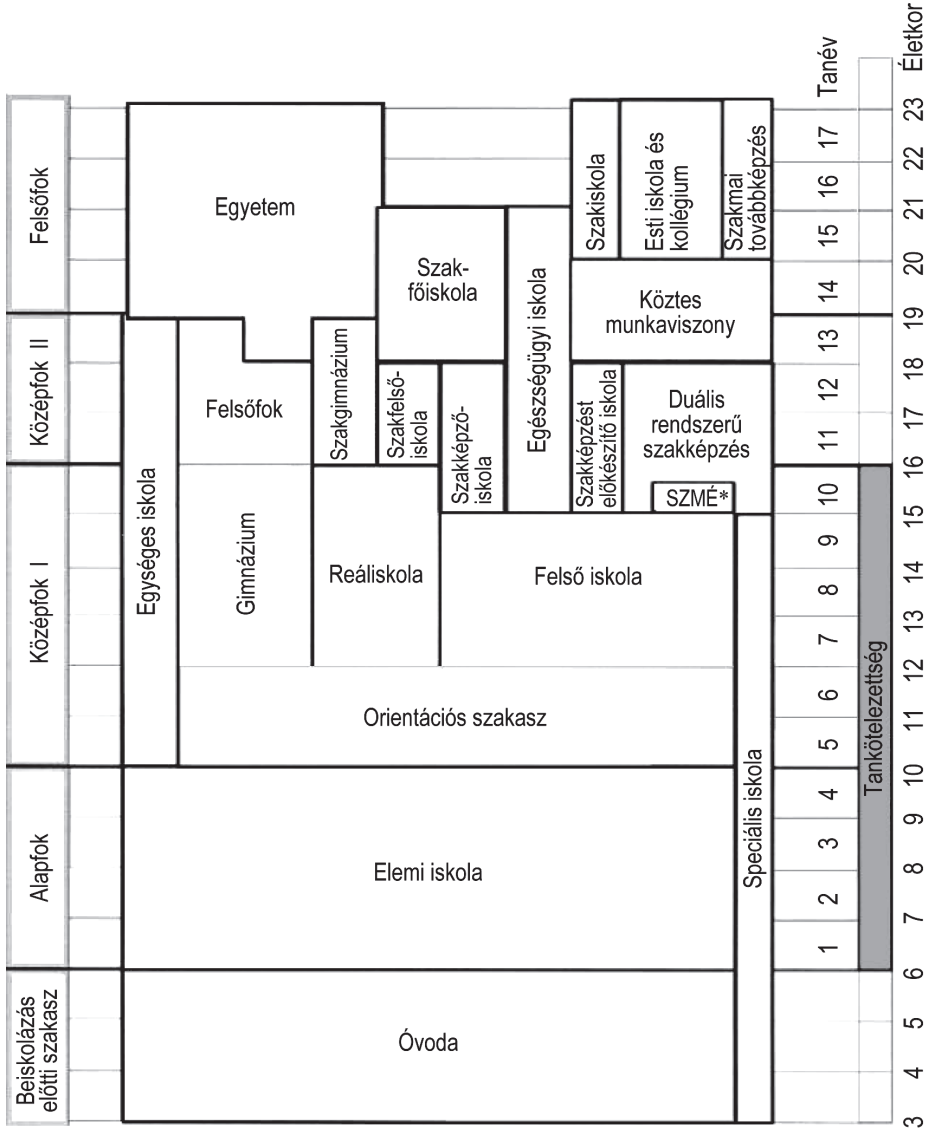 Felsőfok
Középfok II
Középfok I
Alapfok
Beiskolázás
előtti szakasz
Egyetem
Szak-
főiskola
Szakiskola
Esti iskola és
kollégium
Szakmai
továbbképzés
Köztes
munkaviszony
Egységes iskola
Felsőfok
Szakgimnázium
Szakfelső-
iskola
Szakképző-
iskola
Egészségügyi iskola
Szakképzést
előkészítő iskola
Duális
rendszerű
szakképzés
SZMÉ*
Gimnázium
Reáliskola
Felső iskola
Orientációs szakasz
Elemi iskola
Speciális iskola
Óvoda
Tanév
17
16
15
14
13
12
11
10
9
8
7
6
5
4
3
2
1
Tankötelezettség
Életkor
23
22
21
20
19
18
17
16
15
14
13
12
11
10
9
8
7
6
5
4
3